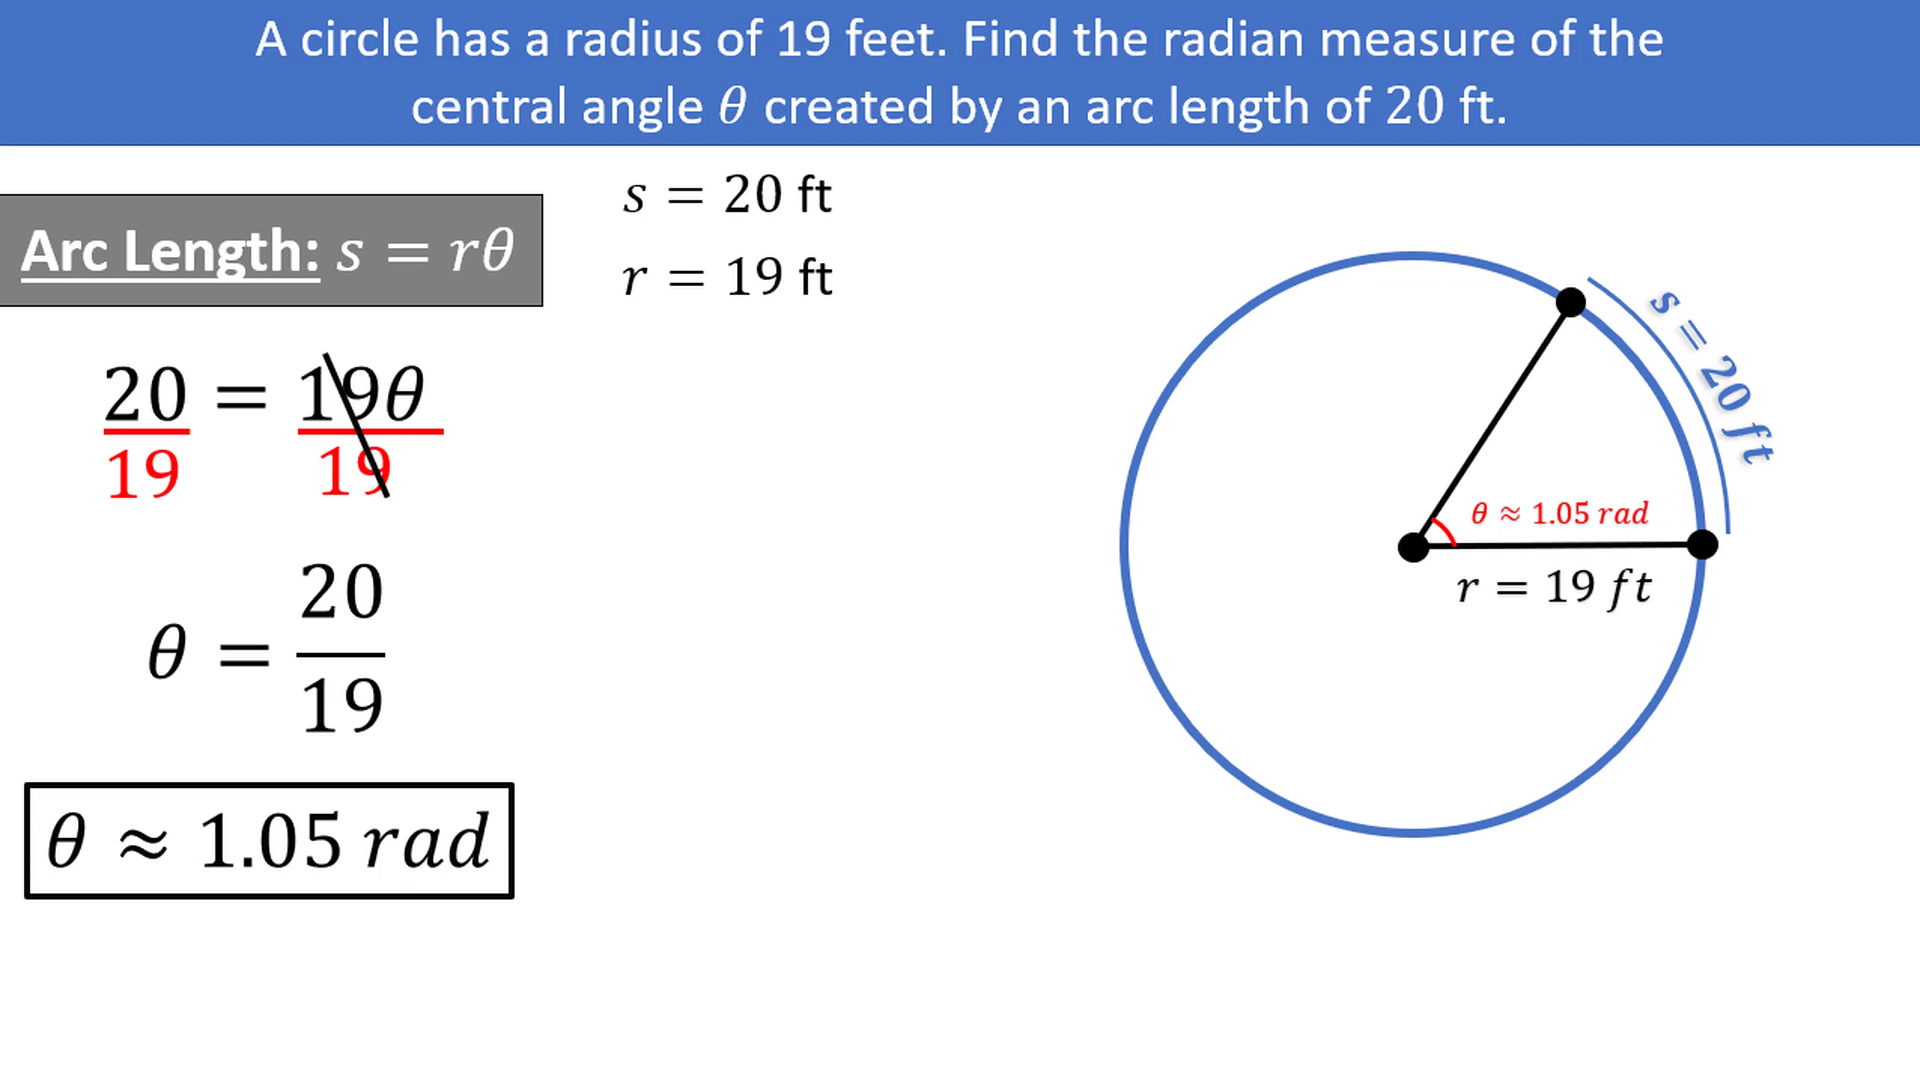 A circle has a radius of 19 feet. Find the radian measure of the
central angle θ created by an arc length of 20 ft.
Arc Length: s = rθ
s = 20 ft
r = 19 ft
20 = 19θ
19 19
θ = 20/19
θ ≈ 1.05 rad
s = 20 ft
θ ≈ 1.05 rad
r = 19 ft